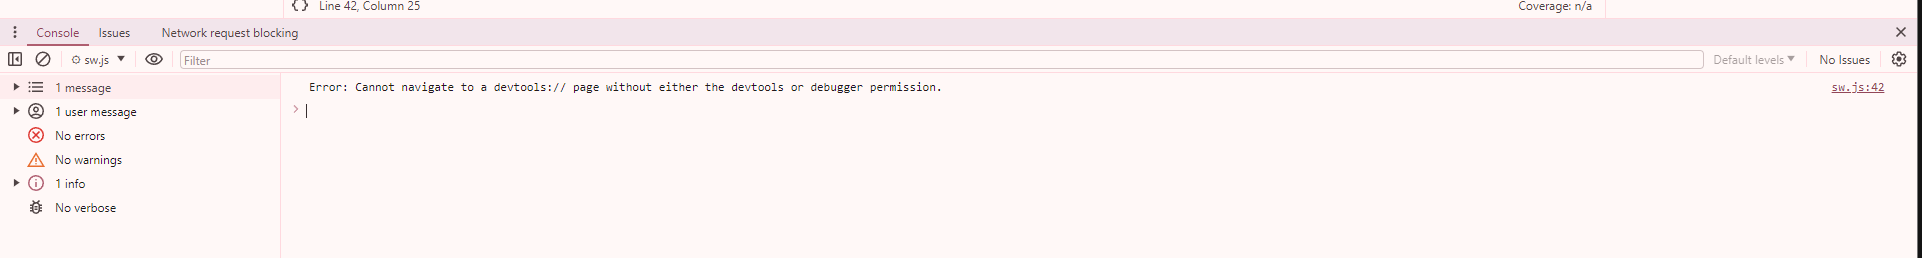 {} Line 42, Column 25 Coverage: n/a
Console Issues Network request blocking
sw.js Filter Default levels No Issues
1 message
Error: Cannot navigate to a devtools:// page without either the devtools or debugger permission. sw.js:42
1 user message
No errors
No warnings
1 info
No verbose